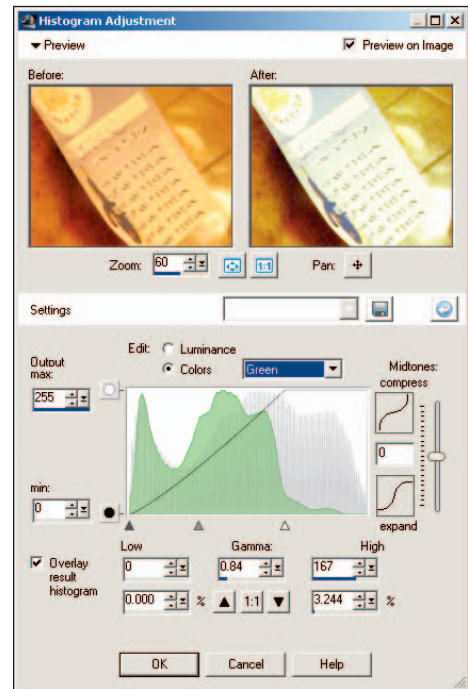 Histogram Adjustment
Preview
Preview on Image
Before:
After:
Zoom: 60
1:1
Pan:
Settings
Edit: Luminance
Colors Green
Output max: 255
Midtones: compress
0
min: 0
expand
Overlay result histogram
Low Gamma: High
0 0.84 167
0.000 % 1:1 3.244 %
OK Cancel Help